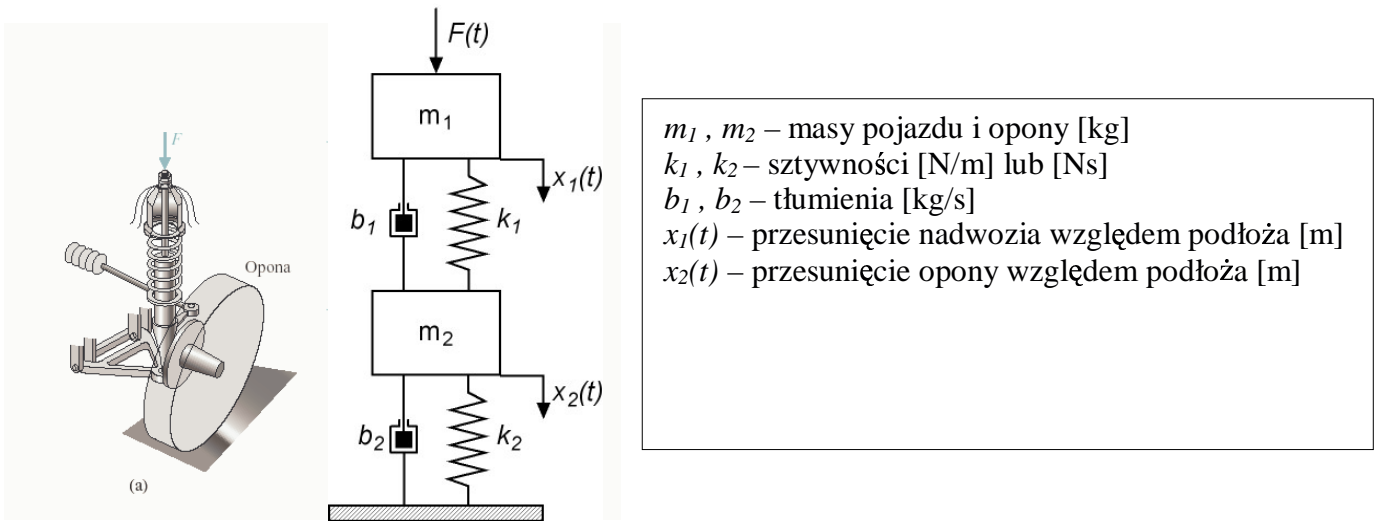 F
Opona
(a)
F(t)
m1
x1(t)
b1
k1
m2
x2(t)
b2
k2
m1 , m2 – masy pojazdu i opony [kg]
k1 , k2 – sztywności [N/m] lub [Ns]
b1 , b2 – tłumienia [kg/s]
x1(t) – przesunięcie nadwozia względem podłoża [m]
x2(t) – przesunięcie opony względem podłoża [m]